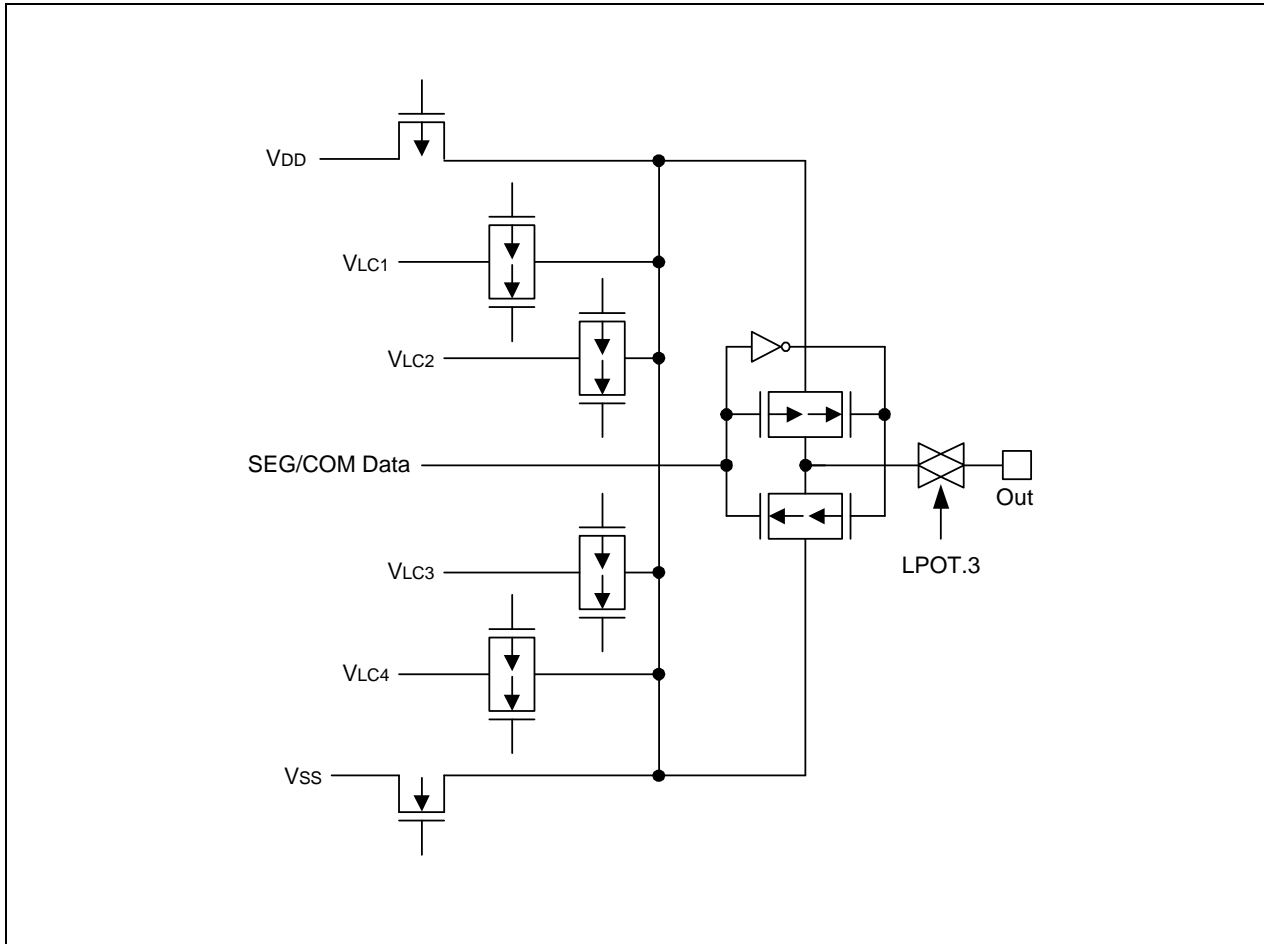 VDD
VLC1
VLC2
SEG/COM Data
Out
VLC3
LPOT.3
VLC4
VSS